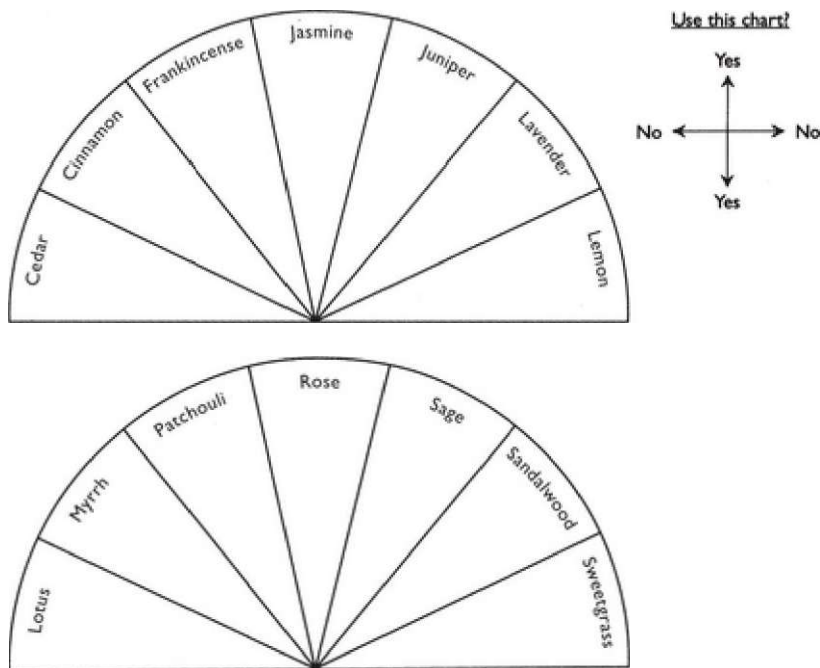 Cedar
Cinnamon
Frankincense
Jasmine
Juniper
Lavender
Lemon
Use this chart?
Yes
No
No
Yes
Lotus
Myrrh
Patchouli
Rose
Sage
Sandalwood
Sweetgrass